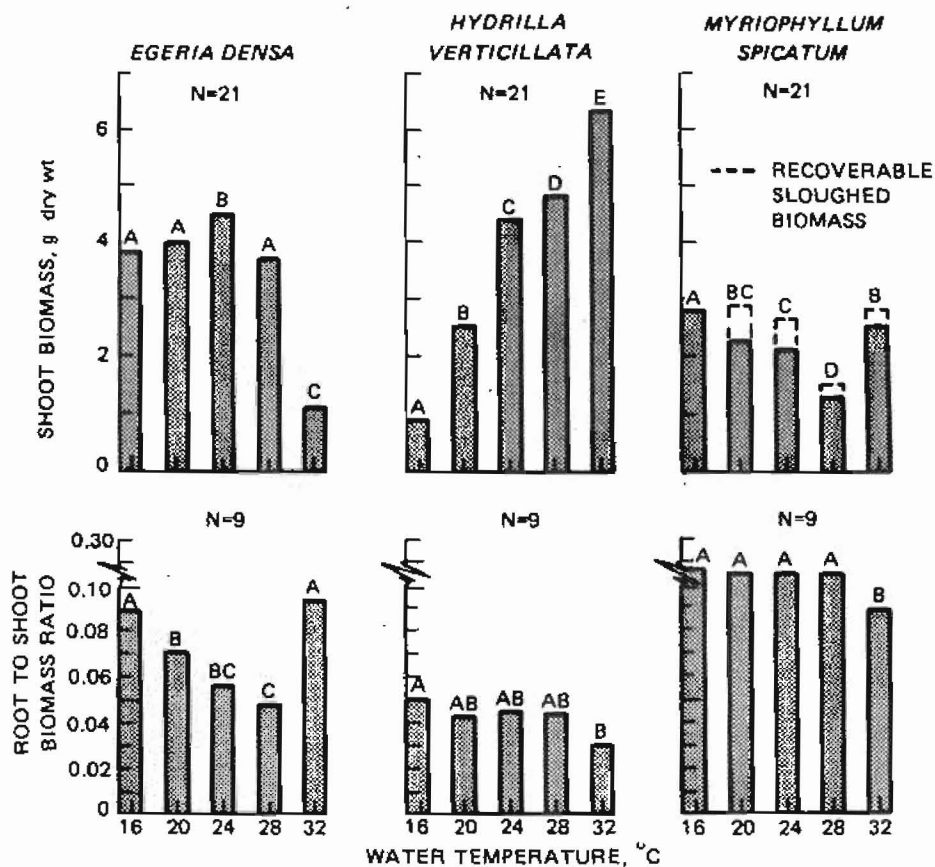 EGERIA DENSA
HYDRILLA
VERTICILLATA
MYRIOPHYLLUM
SPICATUM
N=21
N=21
N=21
SHOOT BIOMASS, g dry wt
6
4
2
0
A
A
B
A
C
A
B
C
D
E
RECOVERABLE
SLOUGHED
BIOMASS
A
BC
C
D
B
N=9
N=9
N=9
ROOT TO SHOOT
BIOMASS RATIO
0.30
0.10
0.08
0.06
0.04
0.02
0
A
B
BC
C
A
A
AB
AB
AB
B
A
A
A
A
B
16 20 24 28 32
16 20 24 28 32
16 20 24 28 32
WATER TEMPERATURE, °C